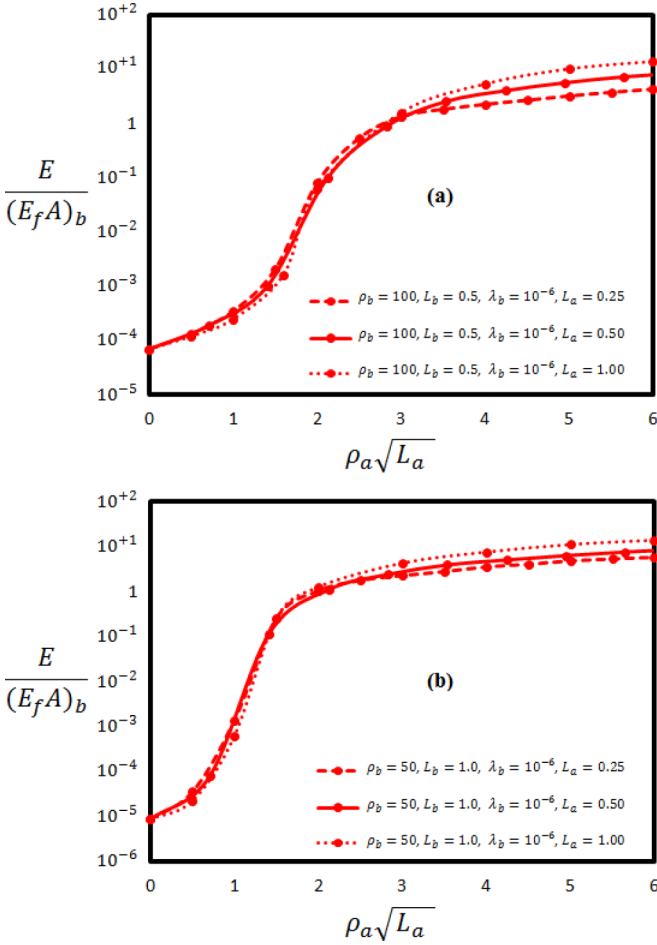 10⁺²
10⁺¹
1
10⁻¹
10⁻²
10⁻³
10⁻⁴
10⁻⁵
E
(E_f A)_b
(a)
ρ_b = 100, L_b = 0.5, λ_b = 10⁻⁶, L_a = 0.25
ρ_b = 100, L_b = 0.5, λ_b = 10⁻⁶, L_a = 0.50
ρ_b = 100, L_b = 0.5, λ_b = 10⁻⁶, L_a = 1.00
0 1 2 3 4 5 6
ρ_a√L_a
10⁺²
10⁺¹
1
10⁻¹
10⁻²
10⁻³
10⁻⁴
10⁻⁵
10⁻⁶
E
(E_f A)_b
(b)
ρ_b = 50, L_b = 1.0, λ_b = 10⁻⁶, L_a = 0.25
ρ_b = 50, L_b = 1.0, λ_b = 10⁻⁶, L_a = 0.50
ρ_b = 50, L_b = 1.0, λ_b = 10⁻⁶, L_a = 1.00
0 1 2 3 4 5 6
ρ_a√L_a